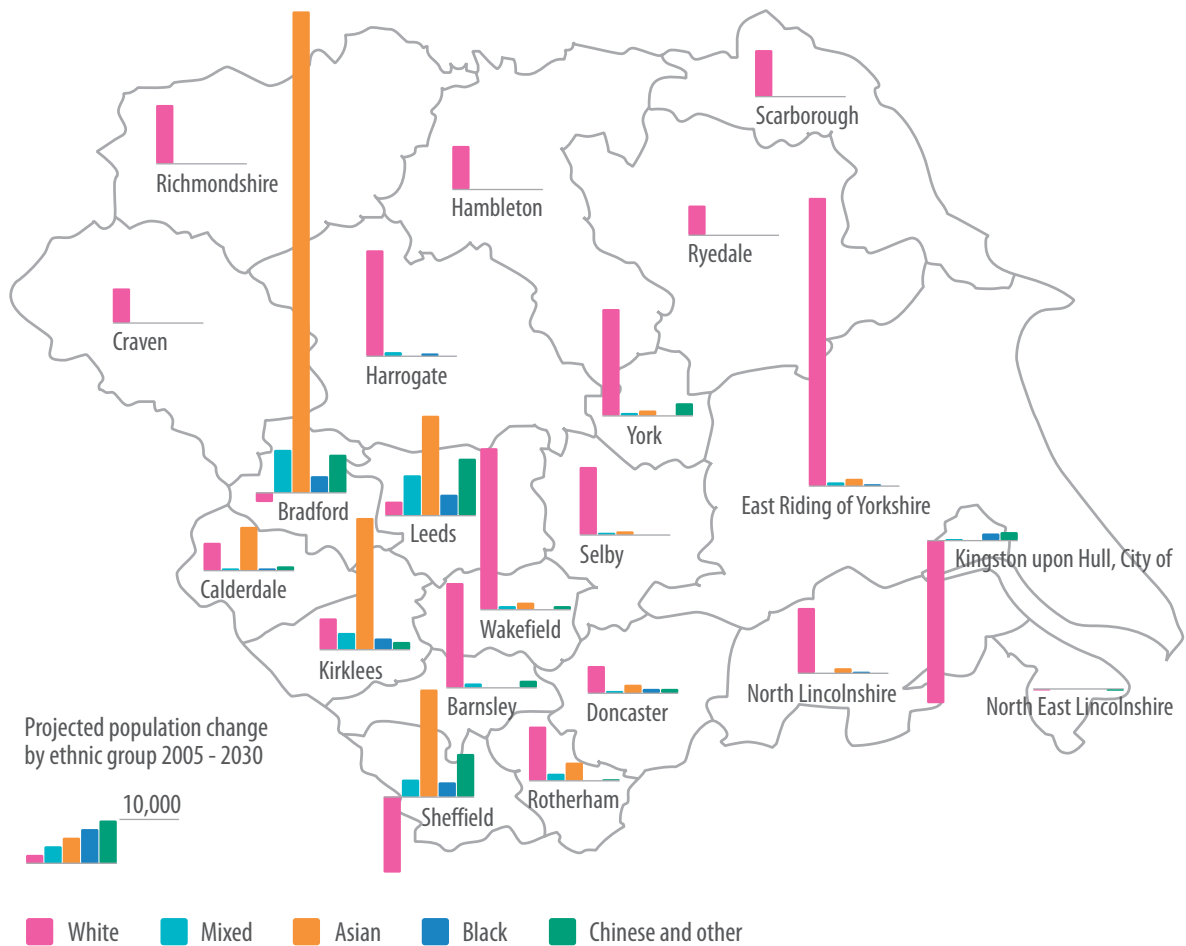 Scarborough
Richmondshire
Hambleton
Ryedale
Craven
Harrogate
York
East Riding of Yorkshire
Bradford
Leeds
Selby
Kingston upon Hull, City of
Calderdale
Wakefield
Kirklees
Barnsley
Doncaster
North Lincolnshire
North East Lincolnshire
Projected population change
by ethnic group 2005 - 2030
Rotherham
Sheffield
10,000
White
Mixed
Asian
Black
Chinese and other